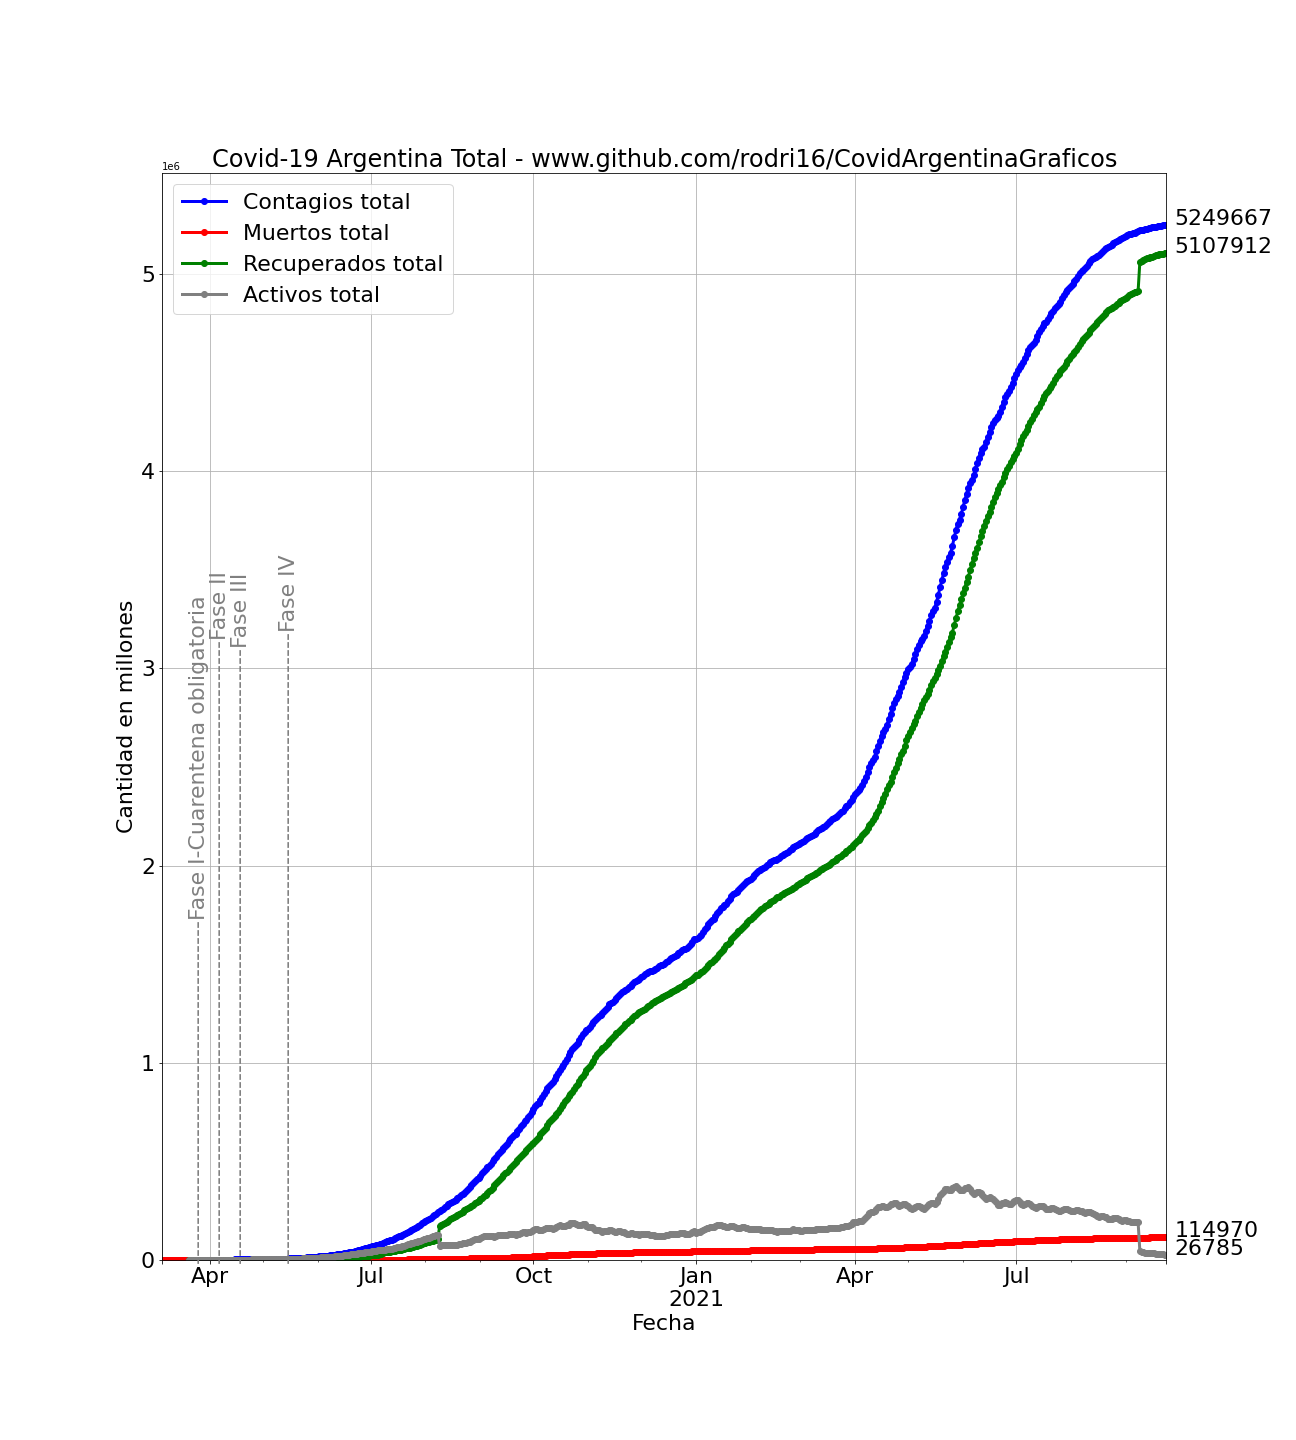 Covid-19 Argentina Total - www.github.com/rodri16/CovidArgentinaGraficos
1e6
Contagios total
Muertos total
Recuperados total
Activos total
5249667
5107912
5
4
3
2
1
0
Cantidad en millones
Fase I-Cuarentena obligatoria
Fase II
Fase III
Fase IV
114970
26785
Apr
Jul
Oct
Jan
2021
Apr
Jul
Fecha